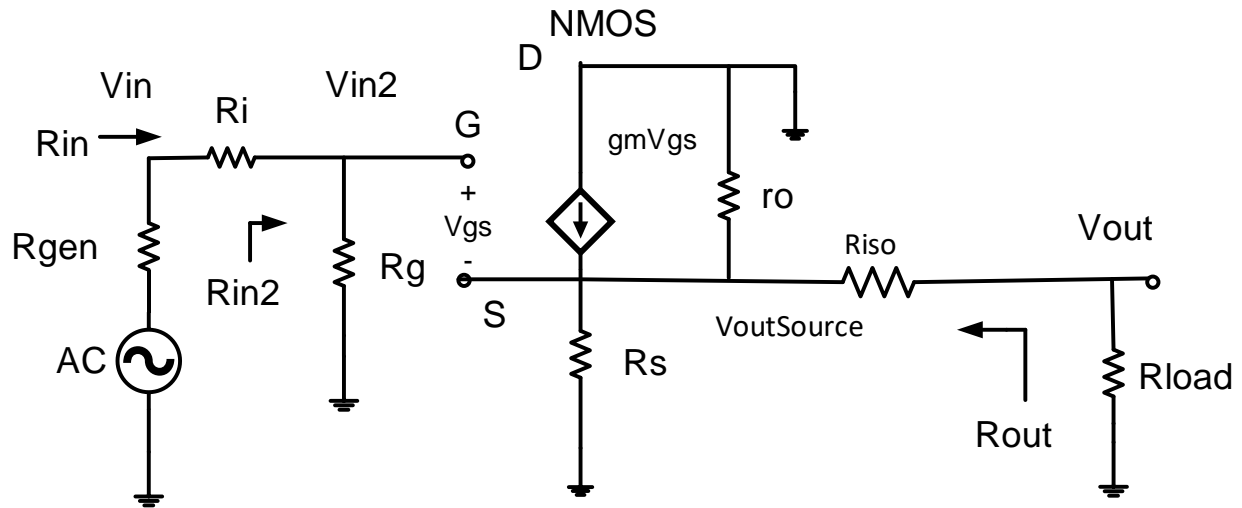 NMOS
D
Vin
Vin2
Ri
G
Rin
gmVgs
+
Vgs
-
ro
Rgen
Rin2
Rg
Riso
Vout
S
VoutSource
AC
Rs
Rload
Rout